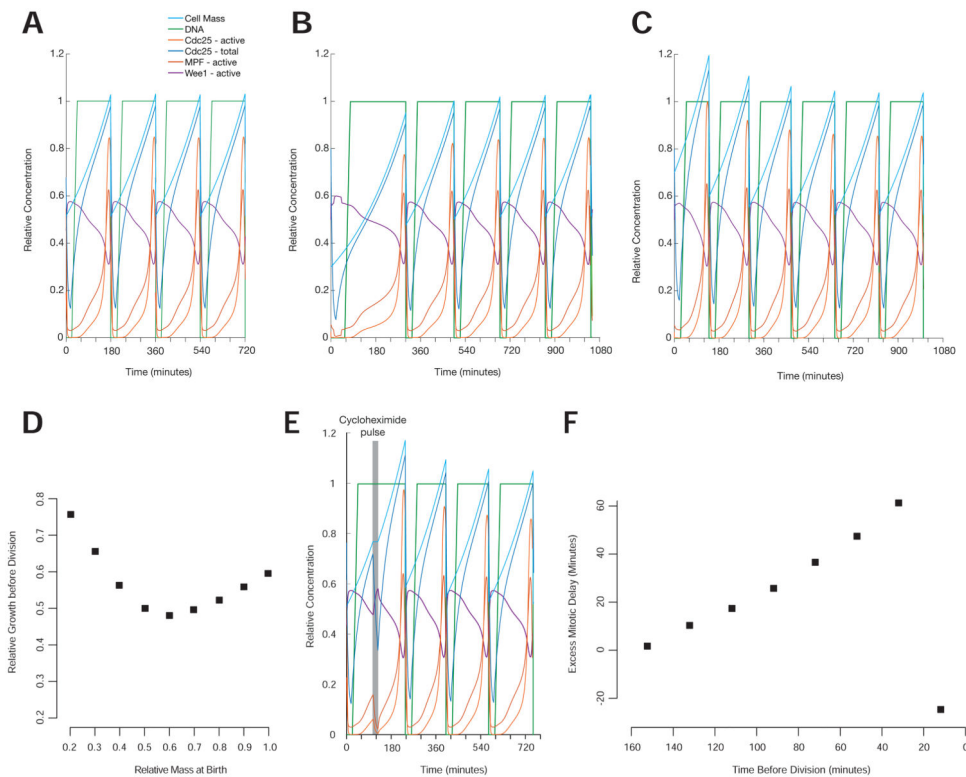 A
Cell Mass
DNA
Cdc25 - active
Cdc25 - total
MPF - active
Wee1 - active
1.2
1
0.8
0.6
0.4
0.2
0
Relative Concentration
0 180 360 540 720
Time (minutes)
B
1.2
1
0.8
0.6
0.4
0.2
0
Relative Concentration
0 180 360 540 720 900 1080
Time (minutes)
C
1.2
1
0.8
0.6
0.4
0.2
0
Relative Concentration
0 180 360 540 720 900 1080
Time (minutes)
D
0.8
0.7
0.6
0.5
0.4
0.3
0.2
Relative Growth before Division
0.2 0.3 0.4 0.5 0.6 0.7 0.8 0.9 1.0
Relative Mass at Birth
E
Cycloheximide
pulse
1.2
1
0.8
0.6
0.4
0.2
0
Relative Concentration
0 180 360 540 720
Time (minutes)
F
60
40
20
0
-20
Excess Mitotic Delay (Minutes)
160 140 120 100 80 60 40 20 0
Time Before Division (minutes)